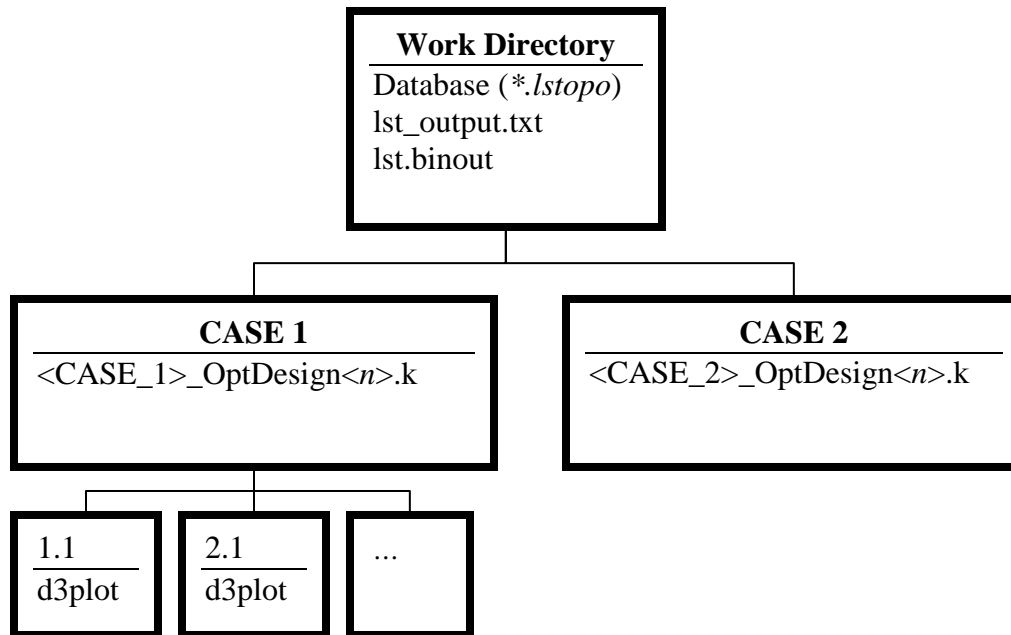 Work Directory
Database (*.lstopo)
lst_output.txt
lst.binout
CASE 1
<CASE_1>_OptDesign<n>.k
CASE 2
<CASE_2>_OptDesign<n>.k
1.1
d3plot
2.1
d3plot
...